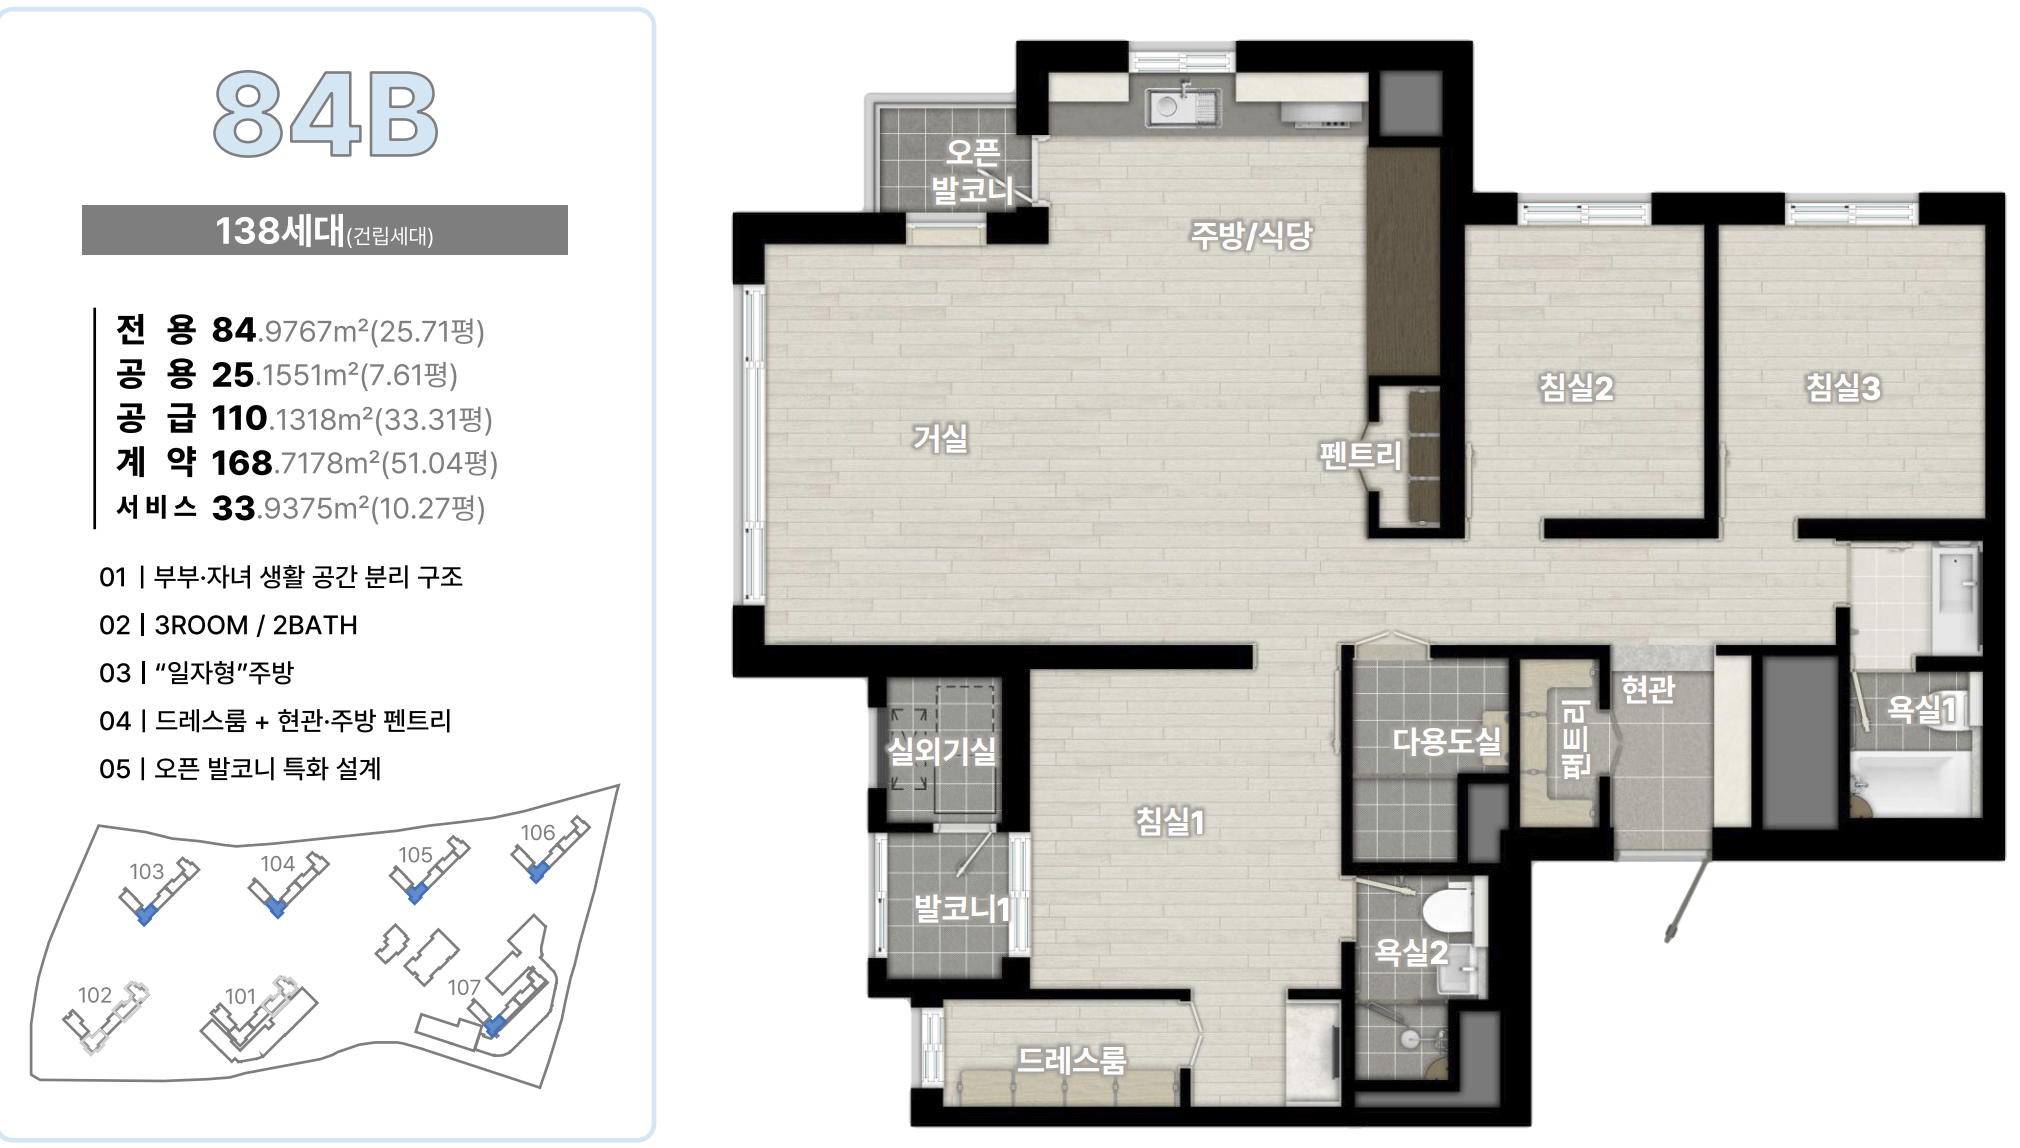 84B
138세대(건립세대)
전 용 84.9767m²(25.71평)
공 용 25.1551m²(7.61평)
공 급 110.1318m²(33.31평)
계 약 168.7178m²(51.04평)
서비스 33.9375m²(10.27평)
01 | 부부·자녀 생활 공간 분리 구조
02 | 3ROOM / 2BATH
03 | “일자형”주방
04 | 드레스룸 + 현관·주방 펜트리
05 | 오픈 발코니 특화 설계
106
105
104
103
107
102
101
오픈
발코니
주방/식당
침실2
침실3
거실
펜트리
현관
욕실1
다용도실
펜트리
실외기실
침실1
발코니1
욕실2
드레스룸